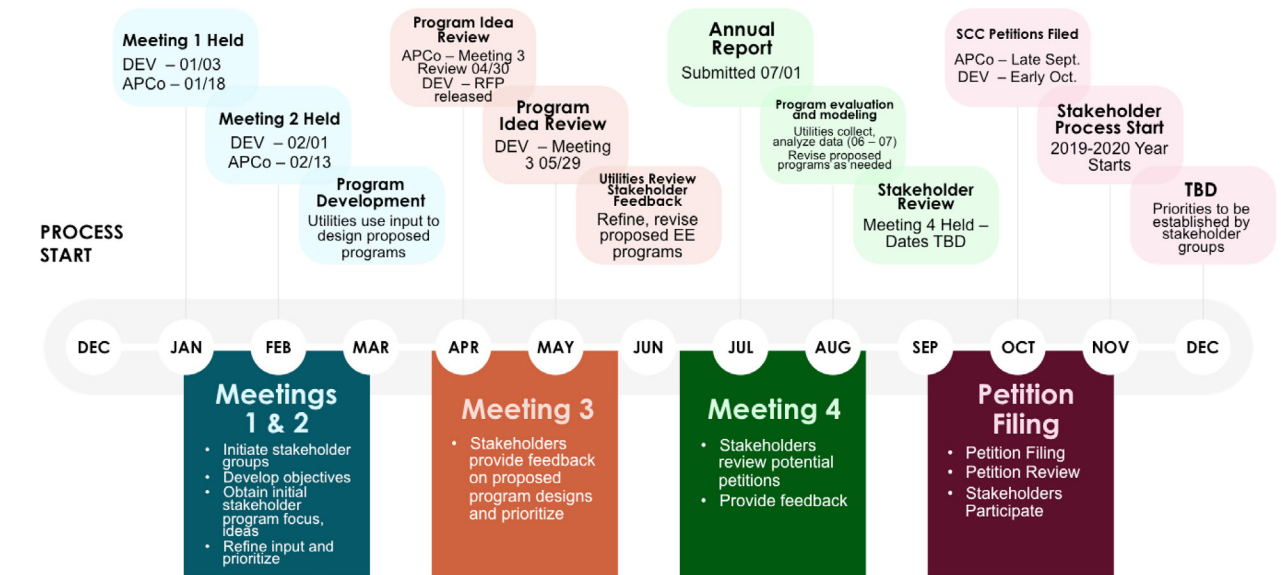 Meeting 1 Held
DEV – 01/03
APCo – 01/18
Meeting 2 Held
DEV – 02/01
APCo – 02/13
Program
Development
Utilities use input to
design proposed
programs
Program Idea
Review
APCo – Meeting 3
Review 04/30
DEV – RFP
released
Program
Idea Review
DEV – Meeting
3 05/29
Utilities Review
Stakeholder
Feedback
Refine, revise
proposed EE
programs
Annual
Report
Submitted 07/01
Program evaluation
and modeling
Utilities collect,
analyze data (06 – 07)
Revise proposed
programs as needed
Stakeholder
Review
Meeting 4 Held –
Dates TBD
SCC Petitions Filed
APCo – Late Sept.
DEV – Early Oct.
Stakeholder
Process Start
2019-2020 Year
Starts
TBD
Priorities to be
established by
stakeholder
groups
PROCESS
START
DEC
JAN
FEB
MAR
APR
MAY
JUN
JUL
AUG
SEP
OCT
NOV
DEC
Meetings
1 & 2
• Initiate stakeholder
groups
• Develop objectives
• Obtain initial
stakeholder
program focus,
ideas
• Refine input and
prioritize
Meeting 3
• Stakeholders
provide feedback
on proposed
program designs
and prioritize
Meeting 4
• Stakeholders
review potential
petitions
• Provide feedback
Petition
Filing
• Petition Filing
• Petition Review
• Stakeholders
Participate